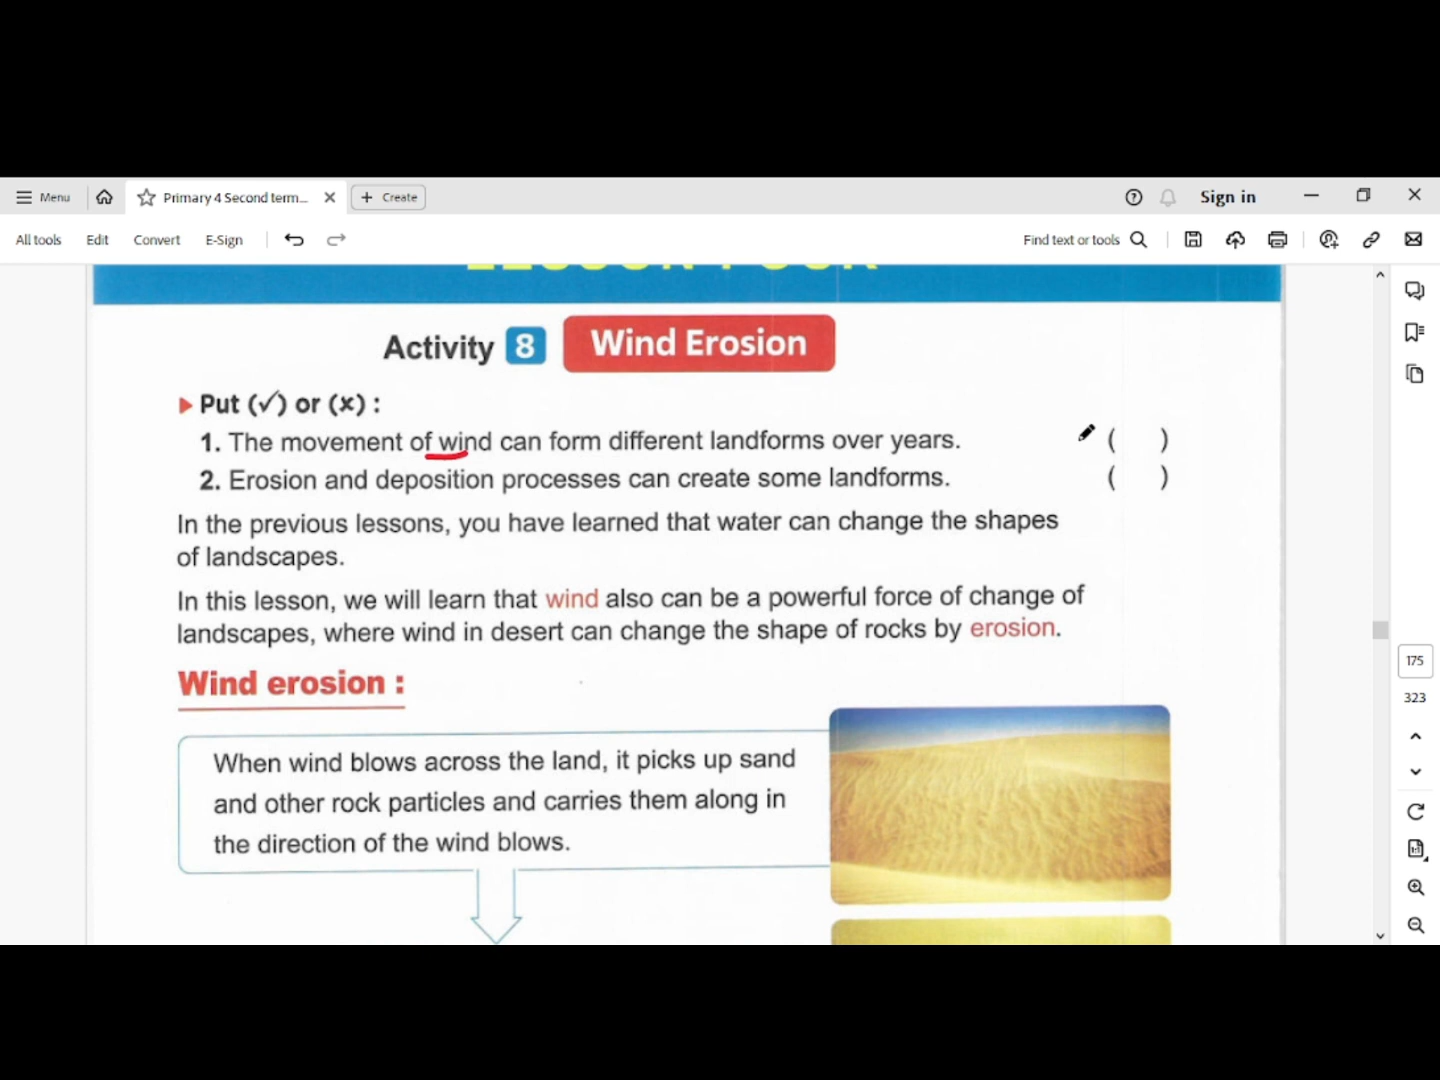 Menu
Primary 4 Second term...
Create
Sign in
All tools Edit Convert E-Sign
Find text or tools
Activity 8 Wind Erosion
Put (✓) or (x) :
1. The movement of wind can form different landforms over years. ( )
2. Erosion and deposition processes can create some landforms. ( )
In the previous lessons, you have learned that water can change the shapes
of landscapes.
In this lesson, we will learn that wind also can be a powerful force of change of
landscapes, where wind in desert can change the shape of rocks by erosion.
Wind erosion :
When wind blows across the land, it picks up sand
and other rock particles and carries them along in
the direction of the wind blows.
175
323